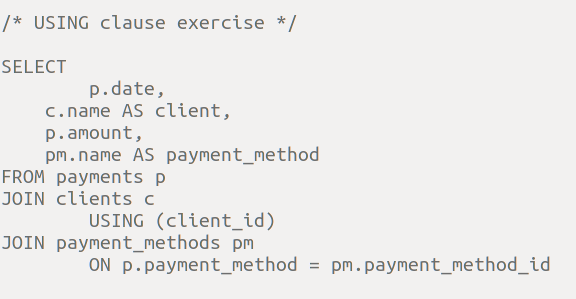 /* USING clause exercise */
SELECT
p.date,
c.name AS client,
p.amount,
pm.name AS payment_method
FROM payments p
JOIN clients c
USING (client_id)
JOIN payment_methods pm
ON p.payment_method = pm.payment_method_id